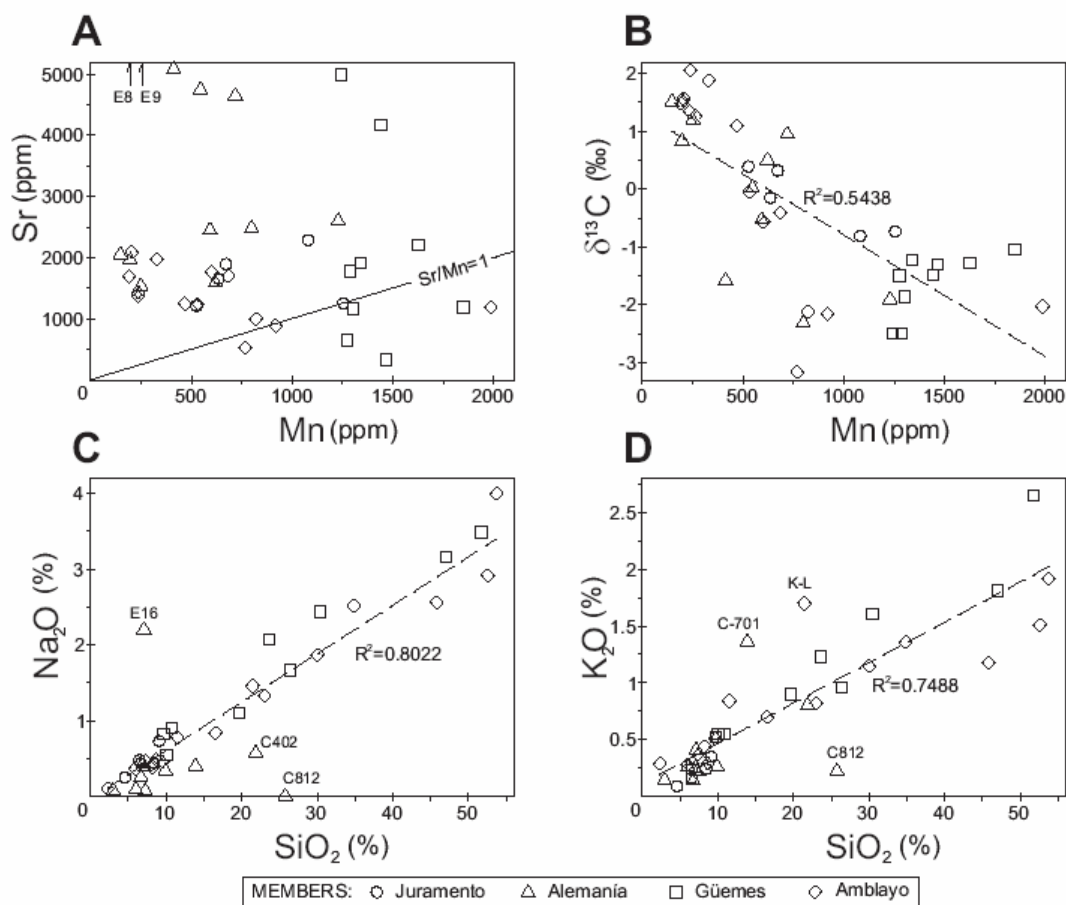 A
5000
4000
3000
2000
1000
0
Sr (ppm)
E8 E9
Sr/Mn=1
500 1000 1500 2000
Mn (ppm)
B
2
1
0
-1
-2
-3
δ¹³C (‰)
R²=0.5438
0 500 1000 1500 2000
Mn (ppm)
C
4
3
2
1
Na₂O (%)
E16
R²=0.8022
C402
C812
0 10 20 30 40 50
SiO₂ (%)
D
2.5
2
1.5
1
0.5
K₂O (%)
K-L
C-701
R²=0.7488
C812
0 10 20 30 40 50
SiO₂ (%)
MEMBERS: Juramento Alemanía Güemes Amblayo